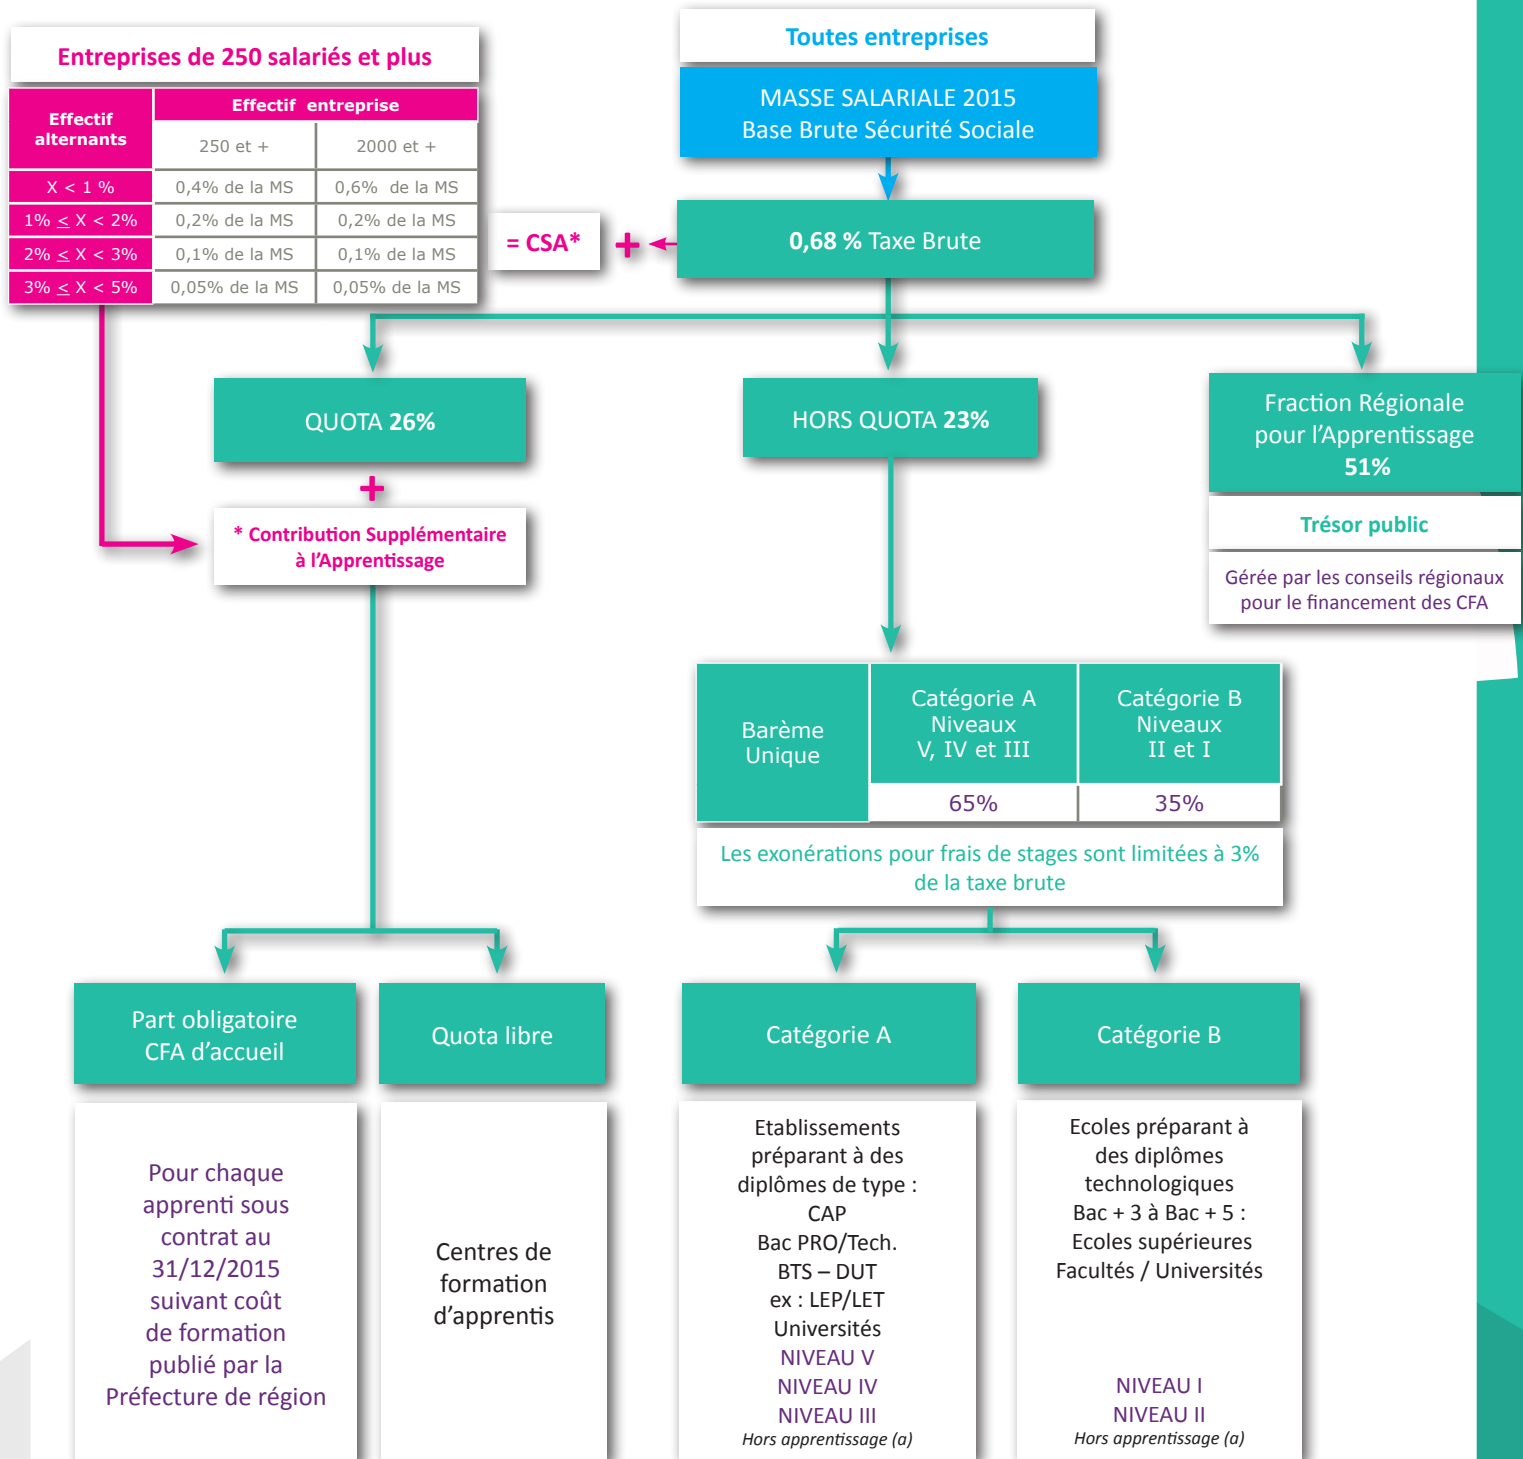 Entreprises de 250 salariés et plus
Effectif alternants
Effectif entreprise
250 et +
2000 et +
X < 1 %
0,4% de la MS
0,6% de la MS
1% ≤ X < 2%
0,2% de la MS
0,2% de la MS
2% ≤ X < 3%
0,1% de la MS
0,1% de la MS
3% ≤ X < 5%
0,05% de la MS
0,05% de la MS
Toutes entreprises
MASSE SALARIALE 2015
Base Brute Sécurité Sociale
= CSA*
+
0,68 % Taxe Brute
QUOTA 26%
+
* Contribution Supplémentaire
à l'Apprentissage
HORS QUOTA 23%
Fraction Régionale
pour l'Apprentissage
51%
Trésor public
Gérée par les conseils régionaux
pour le financement des CFA
Barème
Unique
Catégorie A
Niveaux
V, IV et III
Catégorie B
Niveaux
II et I
65%
35%
Les exonérations pour frais de stages sont limitées à 3%
de la taxe brute
Part obligatoire
CFA d'accueil
Pour chaque
apprenti sous
contrat au
31/12/2015
suivant coût
de formation
publié par la
Préfecture de région
Quota libre
Centres de
formation
d'apprentis
Catégorie A
Etablissements
préparant à des
diplômes de type :
CAP
Bac PRO/Tech.
BTS – DUT
ex : LEP/LET
Universités
NIVEAU V
NIVEAU IV
NIVEAU III
Hors apprentissage (a)
Catégorie B
Ecoles préparant à
des diplômes
technologiques
Bac + 3 à Bac + 5 :
Ecoles supérieures
Facultés / Universités
NIVEAU I
NIVEAU II
Hors apprentissage (a)